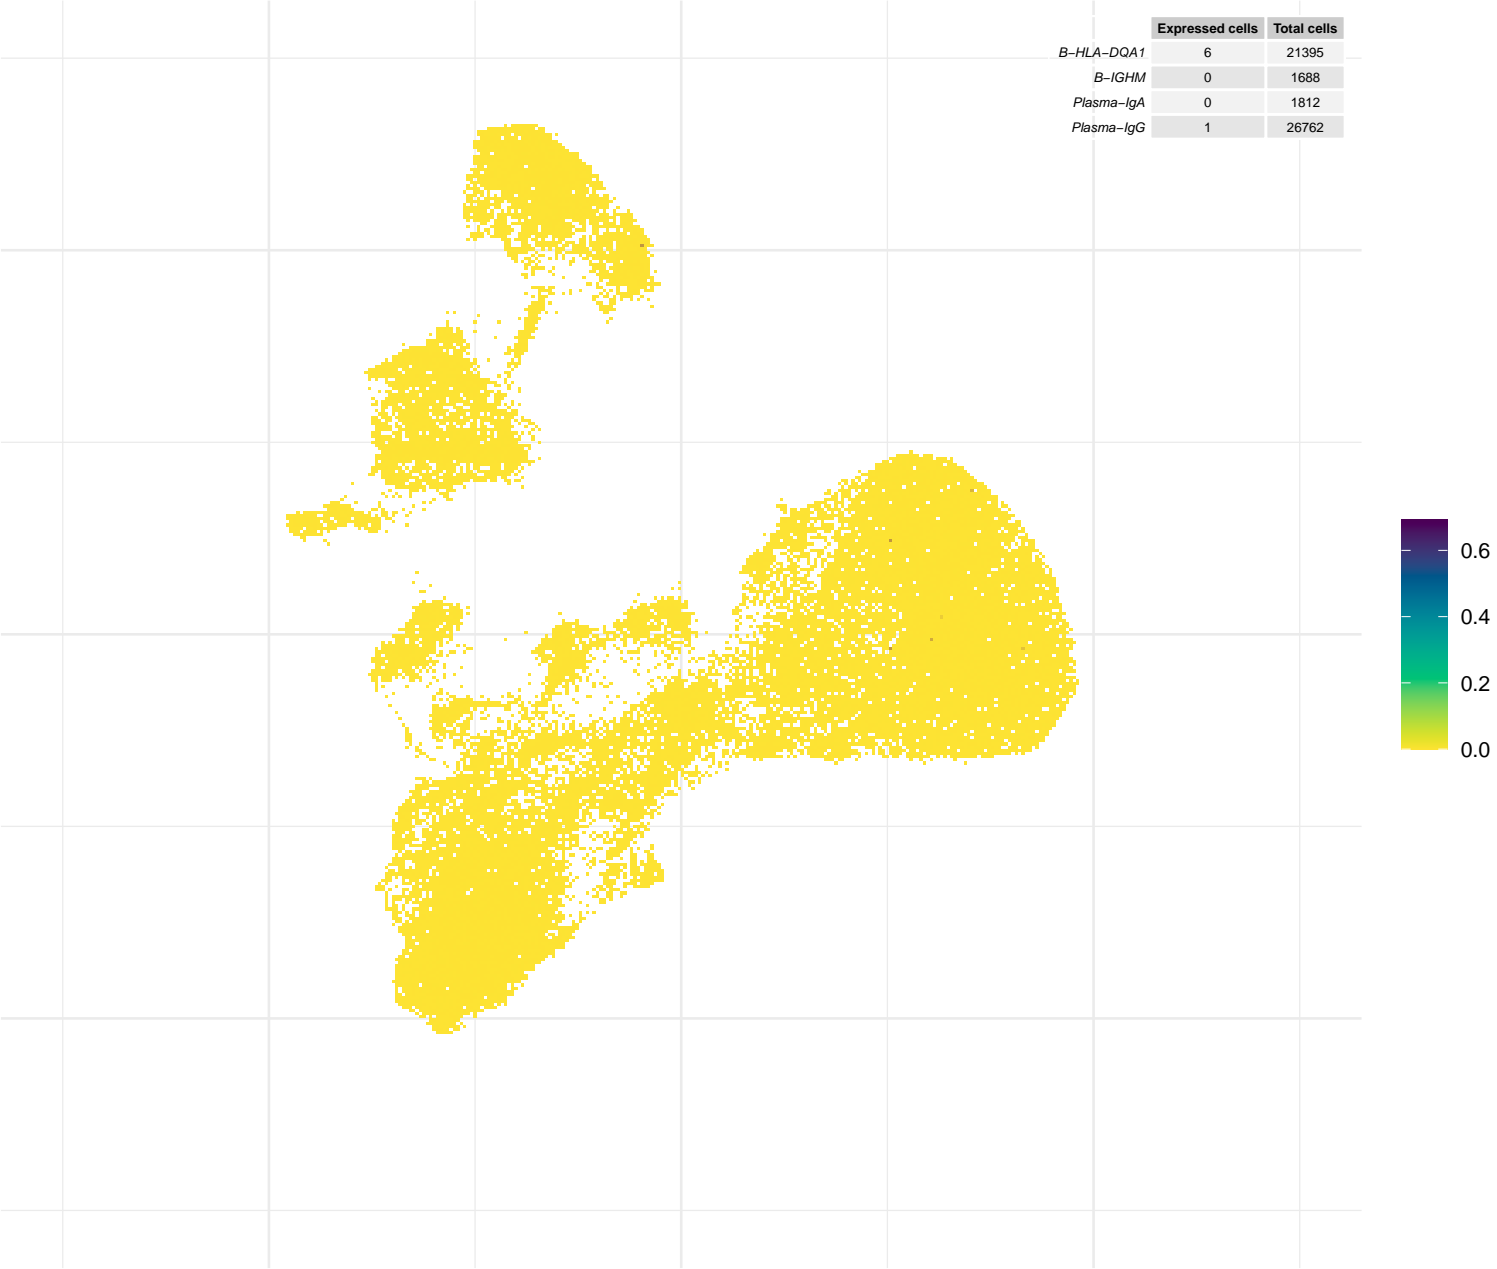 Expressed cells Total cells
B−HLA−DQA1 6 21395
B−IGHM 0 1688
Plasma−IgA 0 1812
Plasma−IgG 1 26762
0.6
0.4
0.2
0.0